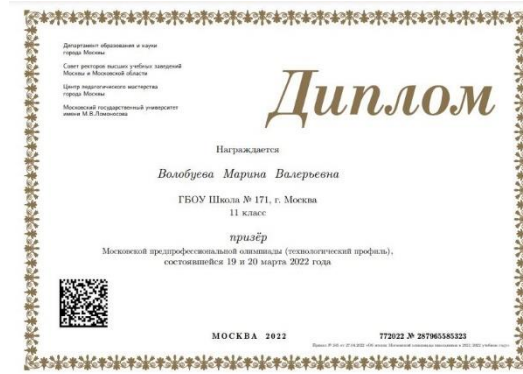 Департамент образования и науки
города Москвы
Совет ректоров высших учебных заведений
Москвы и Московской области
Центр педагогического мастерства
города Москвы
Московский государственный университет
имени М.В.Ломоносова
Диплом
Награждается
Волобуева Марина Валерьевна
ГБОУ Школа № 171, г. Москва
11 класс
призёр
Московской предпрофессиональной олимпиады (технологический профиль),
состоявшейся 19 и 20 марта 2022 года
МОСКВА 2022
772022 № 287965585323